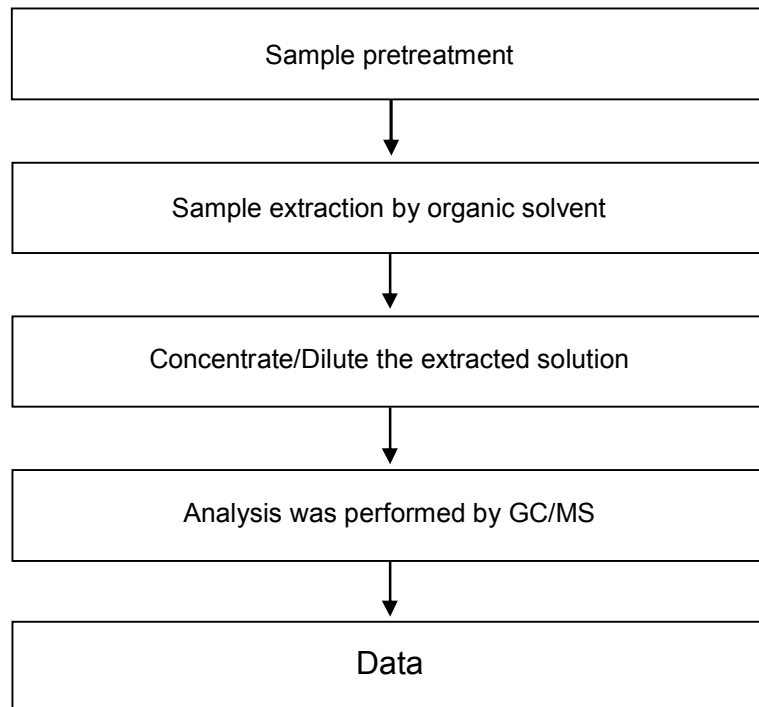 Sample pretreatment
Sample extraction by organic solvent
Concentrate/Dilute the extracted solution
Analysis was performed by GC/MS
Data